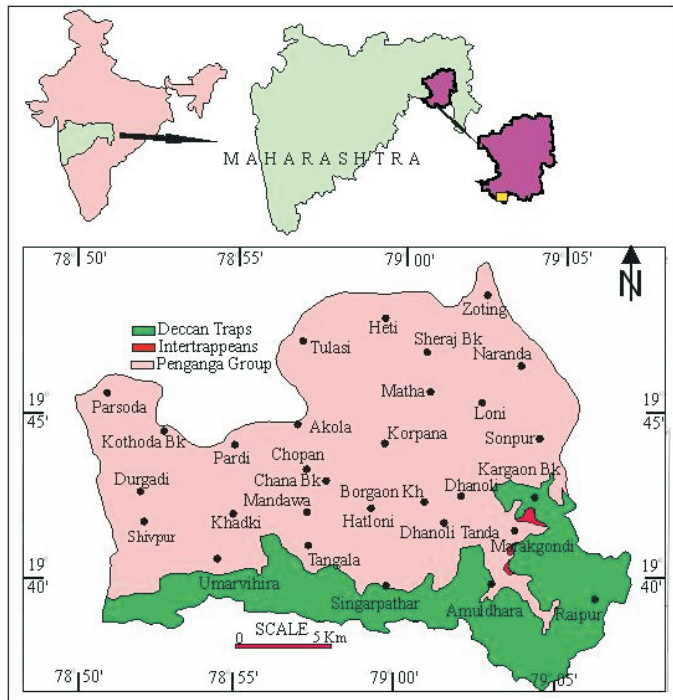 MAHARASHTRA
78° 50' 78° 55' 79° 00' 79° 05'
N
Zoting
Heti
Deccan Traps
Sheraj Bk
Intertrappeans
Tulasi
Naranda
Penganga Group
Parsoda
Matha
19° 45'
19° 45'
Loni
Akola
Kothoda Bk
Pardi
Korpana
Sonpur
Chopan
Kargaon Bk
Durgadi
Chana Bk
Dhanoli
Mandawa
Borgaon Kh
Khadki
Hatloni
Shivpur
Dhanoli Tanda
Marakgondi
Tangala
19° 40'
19° 40'
Umarvihira
Singarpathar
Amuldhara
Raipur
SCALE
0 5 Km
78° 50' 78° 55' 79° 00' 79° 05'